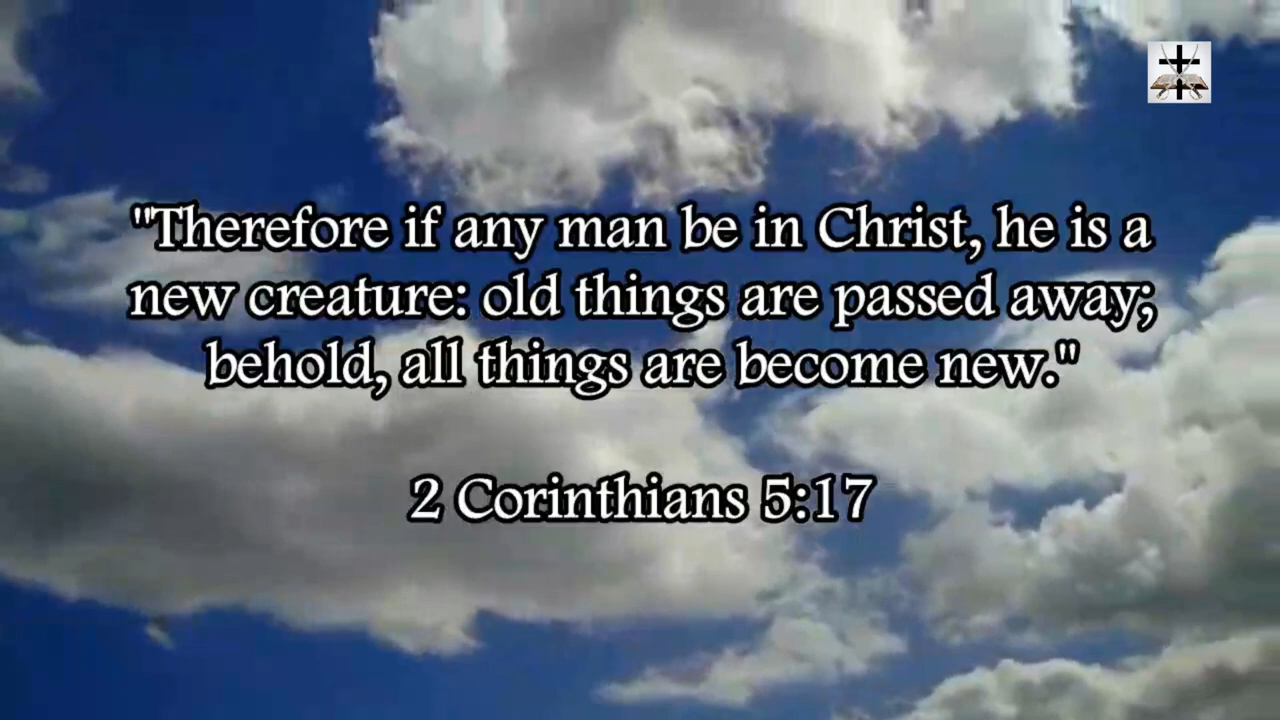 "Therefore if any man be in Christ, he is a
new creature: old things are passed away;
behold, all things are become new."
2 Corinthians 5:17